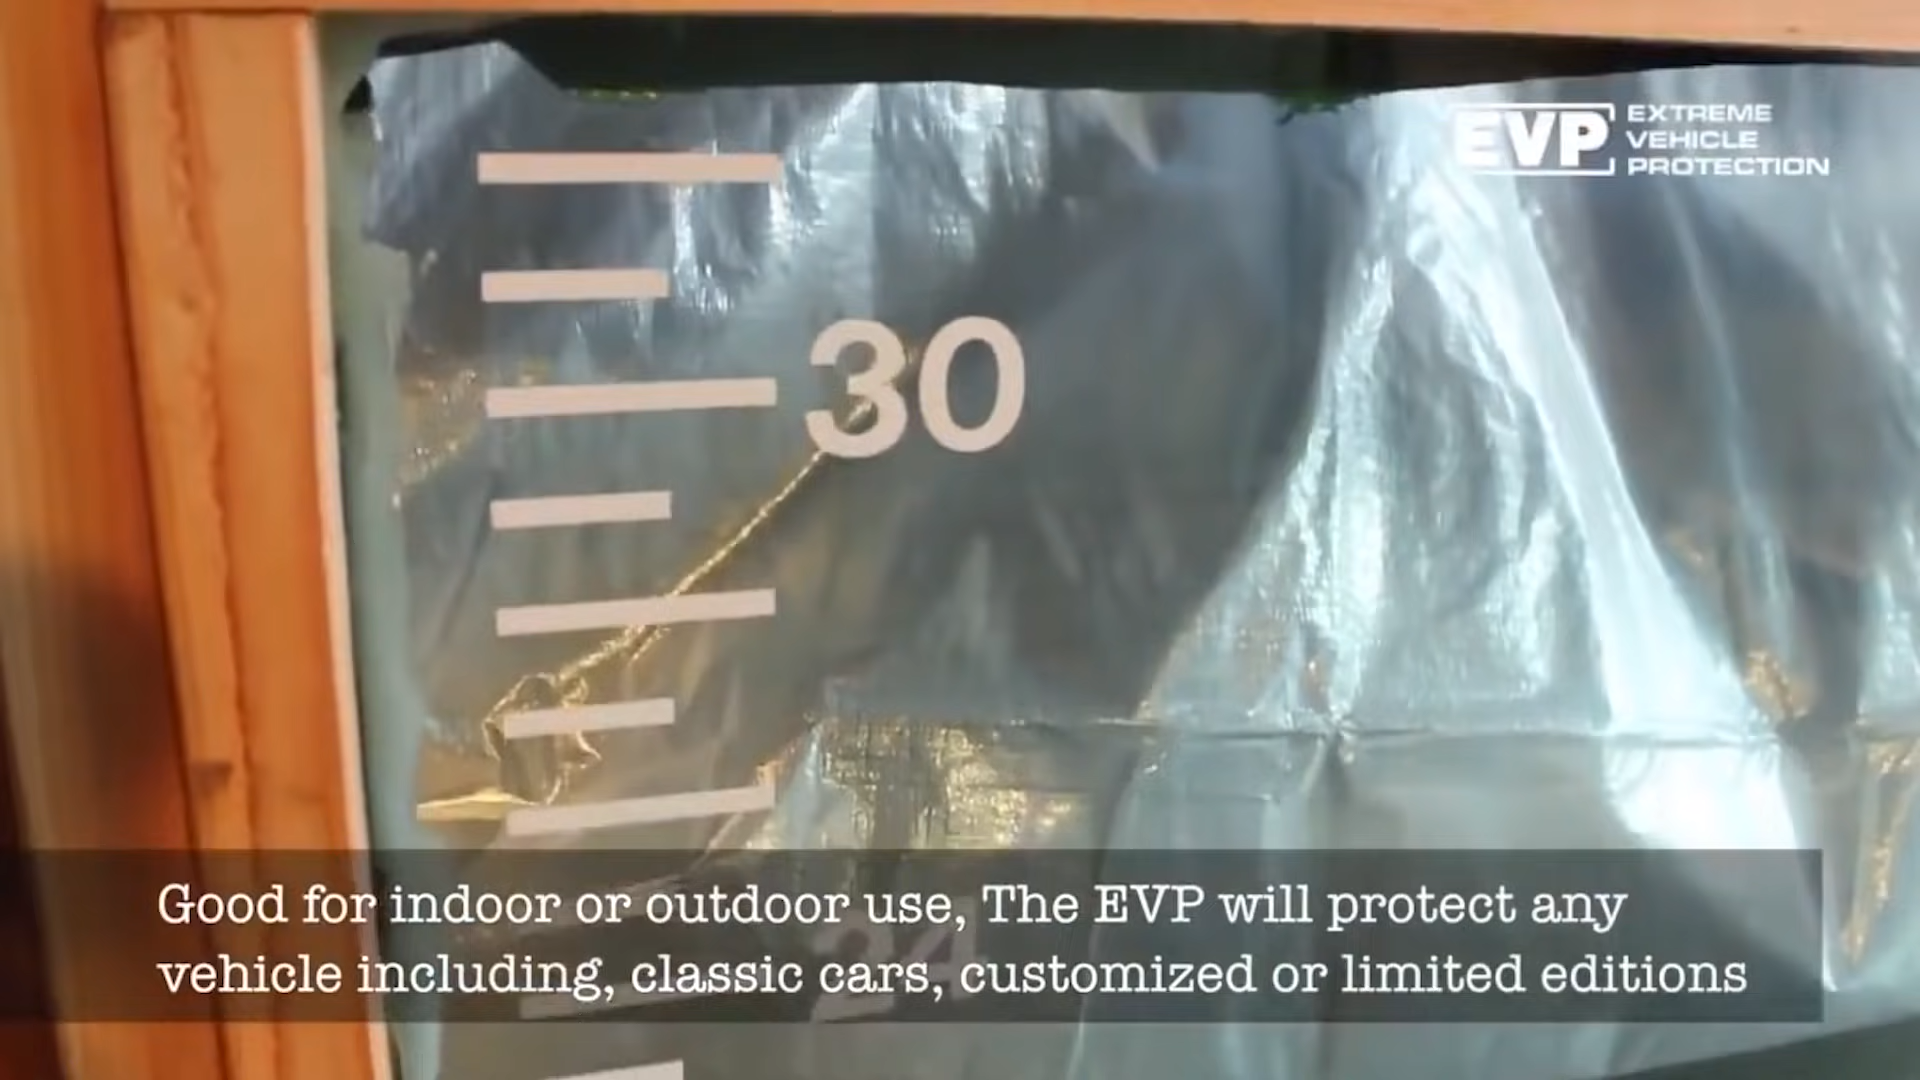 EVP
EXTREME
VEHICLE
PROTECTION
30
24
Good for indoor or outdoor use, The EVP will protect any
vehicle including, classic cars, customized or limited editions